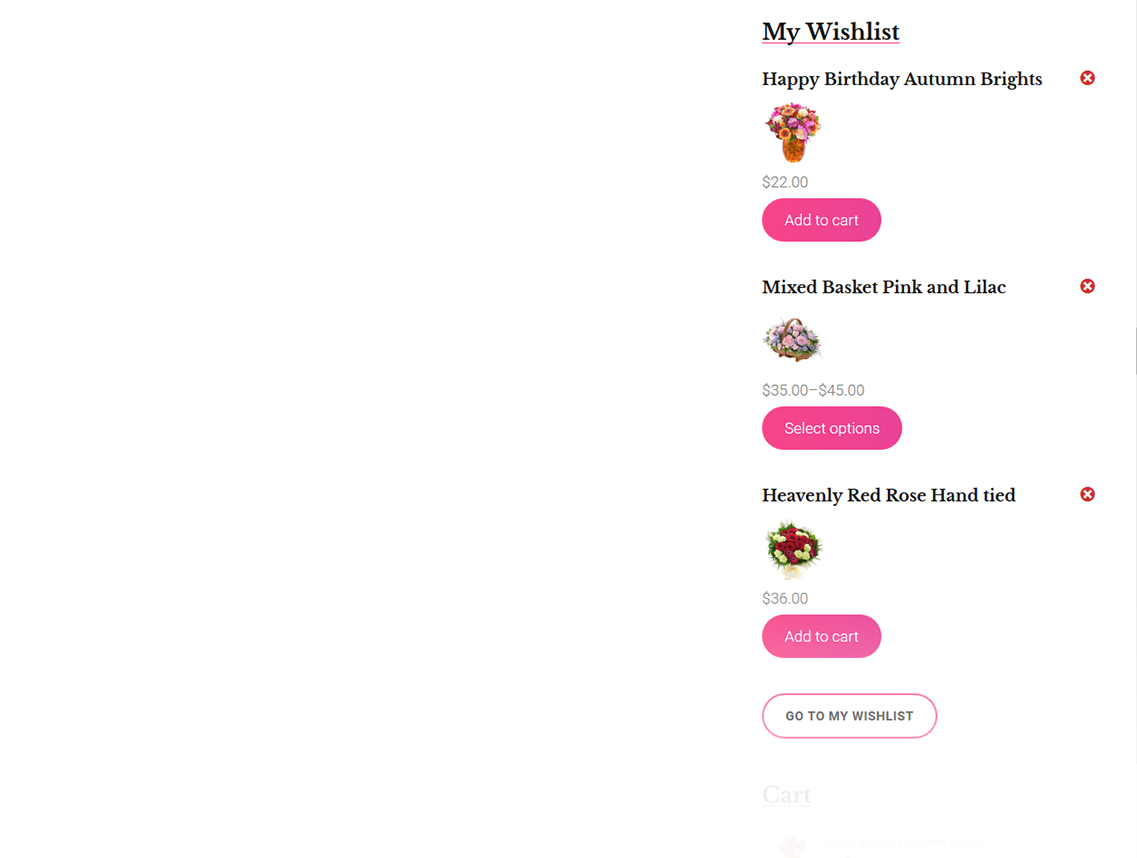 My Wishlist
Happy Birthday Autumn Brights
$22.00
Add to cart
Mixed Basket Pink and Lilac
$35.00–$45.00
Select options
Heavenly Red Rose Hand tied
$36.00
Add to cart
GO TO MY WISHLIST
Cart